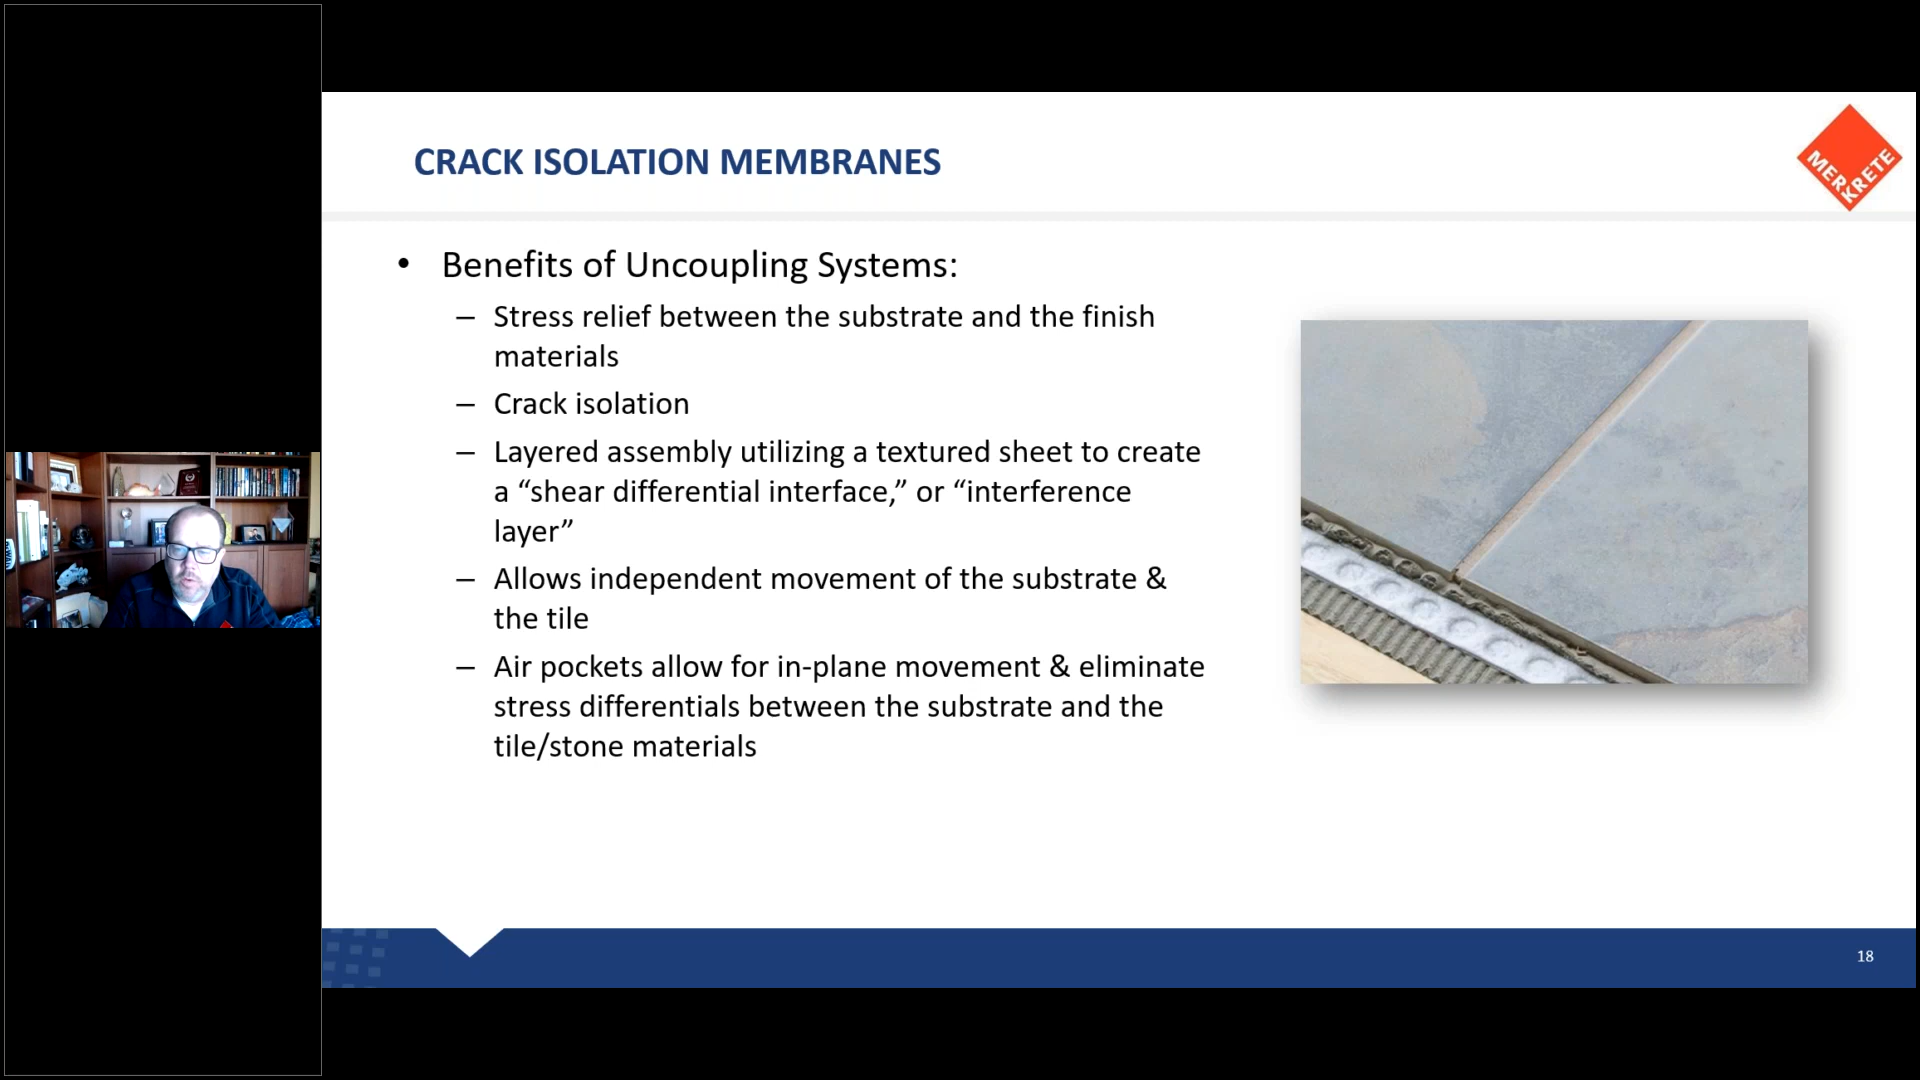 CRACK ISOLATION MEMBRANES
MERKRETE
• Benefits of Uncoupling Systems:
– Stress relief between the substrate and the finish
materials
– Crack isolation
– Layered assembly utilizing a textured sheet to create
a “shear differential interface,” or “interference
layer”
– Allows independent movement of the substrate &
the tile
– Air pockets allow for in-plane movement & eliminate
stress differentials between the substrate and the
tile/stone materials
18